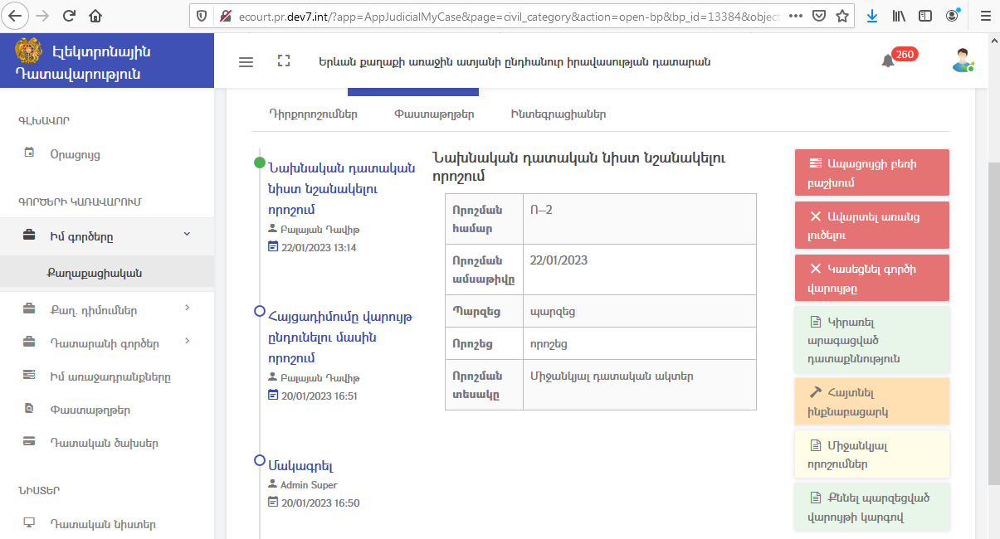 ecourt.pr.dev7.int/?app=AppJudicialMyCase&page=civil_category&action=open-bp&bp_id=13384&object
Էլեկտրոնային
Դատավարություն
Երևան քաղաքի առաջին ատյանի ընդհանուր իրավասության դատարան
260
ԳԼԽԱՎՈՐ
Օրացույց
ԳՈՐԾԵՐԻ ԿԱՌԱՎԱՐՈՒՄ
Իմ գործերը
Քաղաքացիական
Քաղ. դիմումներ
Դատարանի գործեր
Իմ առաջադրանքները
Փաստաթղթեր
Դատական ծախսեր
ՆԻՍՏԵՐ
Դատական նիստեր
Դիրքորոշումներ
Փաստաթղթեր
Ինտեգրացիաներ
Նախնական դատական
նիստ նշանակելու
որոշում
Բալայան Դավիթ
22/01/2023 13:14
Հայցադիմումը վարույթ
ընդունելու մասին
որոշում
Բալայան Դավիթ
20/01/2023 16:51
Մակագրել
Admin Super
20/01/2023 16:50
Նախնական դատական նիստ նշանակելու
որոշում
Որոշման
համար
Ո—2
Որոշման
ամսաթիվը
22/01/2023
Պարզեց
պարզեց
Որոշեց
որոշեց
Որոշման
տեսակը
Միջանկյալ դատական ակտեր
Ապացույցի բեռի
բաշխում
Ավարտել առանց
լուծելու
Կասեցնել գործի
վարույթը
Կիրառել
արագացված
դատաքննություն
Հայտնել
ինքնաբացարկ
Միջանկյալ
որոշումներ
Քննել պարզեցված
վարույթի կարգով